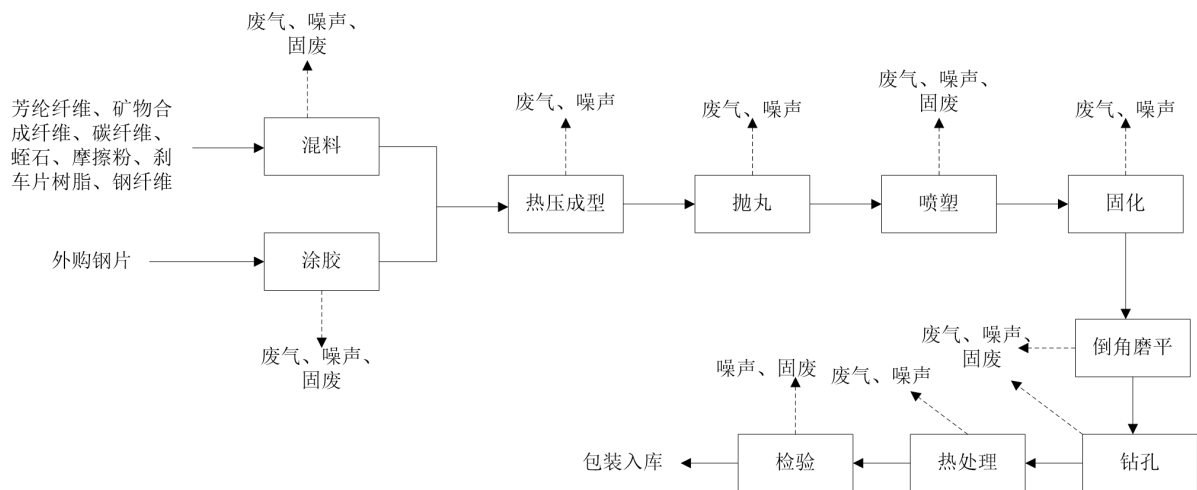 废气、噪声、
固废
芳纶纤维、矿物合
成纤维、碳纤维、
蛭石、摩擦粉、刹
车片树脂、钢纤维
混料
废气、噪声
热压成型
废气、噪声
抛丸
废气、噪声、
固废
喷塑
废气、噪声
固化
外购钢片
涂胶
废气、噪声、
固废
废气、噪声、
固废
倒角磨平
噪声、固废
废气、噪声
包装入库
检验
热处理
钻孔